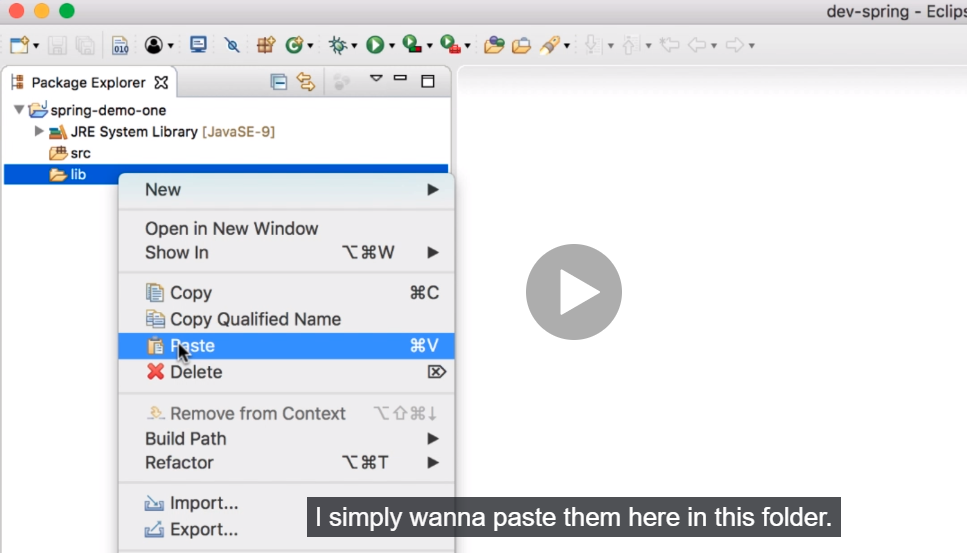 dev-spring - Eclips
010
Package Explorer
spring-demo-one
JRE System Library [JavaSE-9]
src
lib
New
Open in New Window
Show In ⌥⌘W
Copy ⌘C
Copy Qualified Name
Paste ⌘V
Delete ⌦
Remove from Context ⌥⇧⌘↓
Build Path
Refactor ⌥⌘T
Import...
Export...
I simply wanna paste them here in this folder.